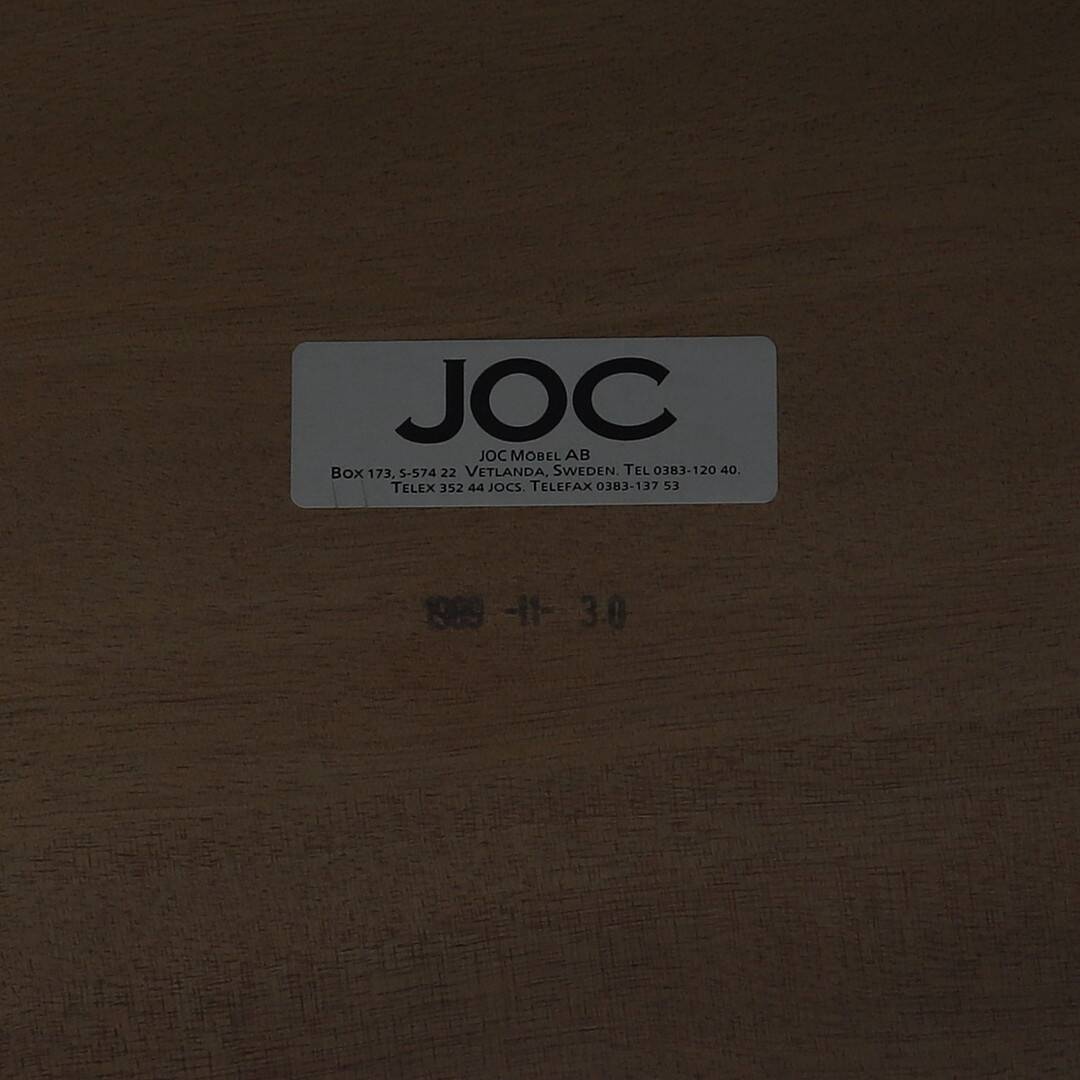 JOC
JOC MÖBEL AB
BOX 173, S-574 22 VETLANDA, SWEDEN. TEL 0383-120 40.
TELEX 352 44 JOCS. TELEFAX 0383-137 53
1989 -11- 30